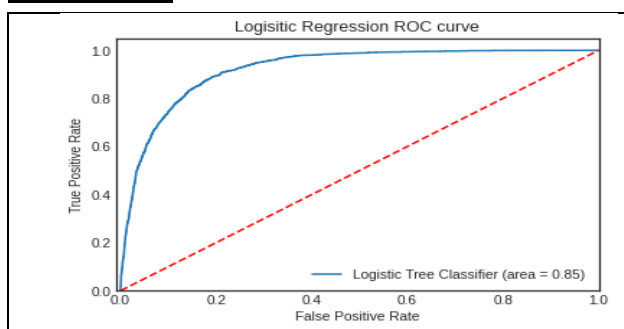 Logisitic Regression ROC curve
1.0
0.8
0.6
0.4
0.2
0.0
True Positive Rate
Logistic Tree Classifier (area = 0.85)
0.0 0.2 0.4 0.6 0.8 1.0
False Positive Rate